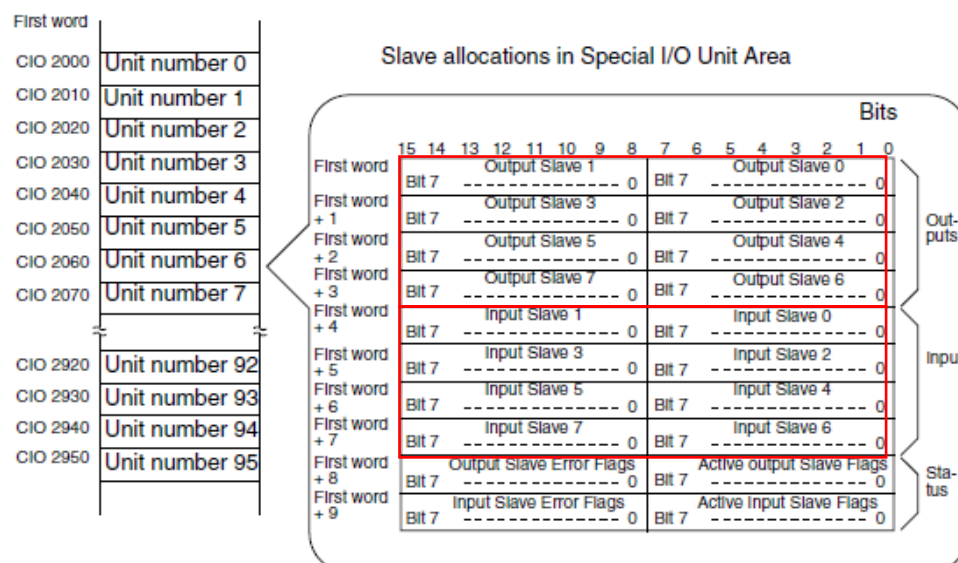 First word
CIO 2000 Unit number 0
CIO 2010 Unit number 1
CIO 2020 Unit number 2
CIO 2030 Unit number 3
CIO 2040 Unit number 4
CIO 2050 Unit number 5
CIO 2060 Unit number 6
CIO 2070 Unit number 7
CIO 2920 Unit number 92
CIO 2930 Unit number 93
CIO 2940 Unit number 94
CIO 2950 Unit number 95
Slave allocations in Special I/O Unit Area
Bits
15 14 13 12 11 10 9 8 7 6 5 4 3 2 1 0
First word Output Slave 1 Output Slave 0
Bit 7 0 Bit 7 0
First word Output Slave 3 Output Slave 2
+ 1 Bit 7 0 Bit 7 0
First word Output Slave 5 Output Slave 4
+ 2 Bit 7 0 Bit 7 0
First word Output Slave 7 Output Slave 6
+ 3 Bit 7 0 Bit 7 0
Out-
puts
First word Input Slave 1 Input Slave 0
+ 4 Bit 7 0 Bit 7 0
First word Input Slave 3 Input Slave 2
+ 5 Bit 7 0 Bit 7 0
First word Input Slave 5 Input Slave 4
+ 6 Bit 7 0 Bit 7 0
First word Input Slave 7 Input Slave 6
+ 7 Bit 7 0 Bit 7 0
Input
First word Output Slave Error Flags Active output Slave Flags
+ 8 Bit 7 0 Bit 7 0
First word Input Slave Error Flags Active Input Slave Flags
+ 9 Bit 7 0 Bit 7 0
Sta-
tus